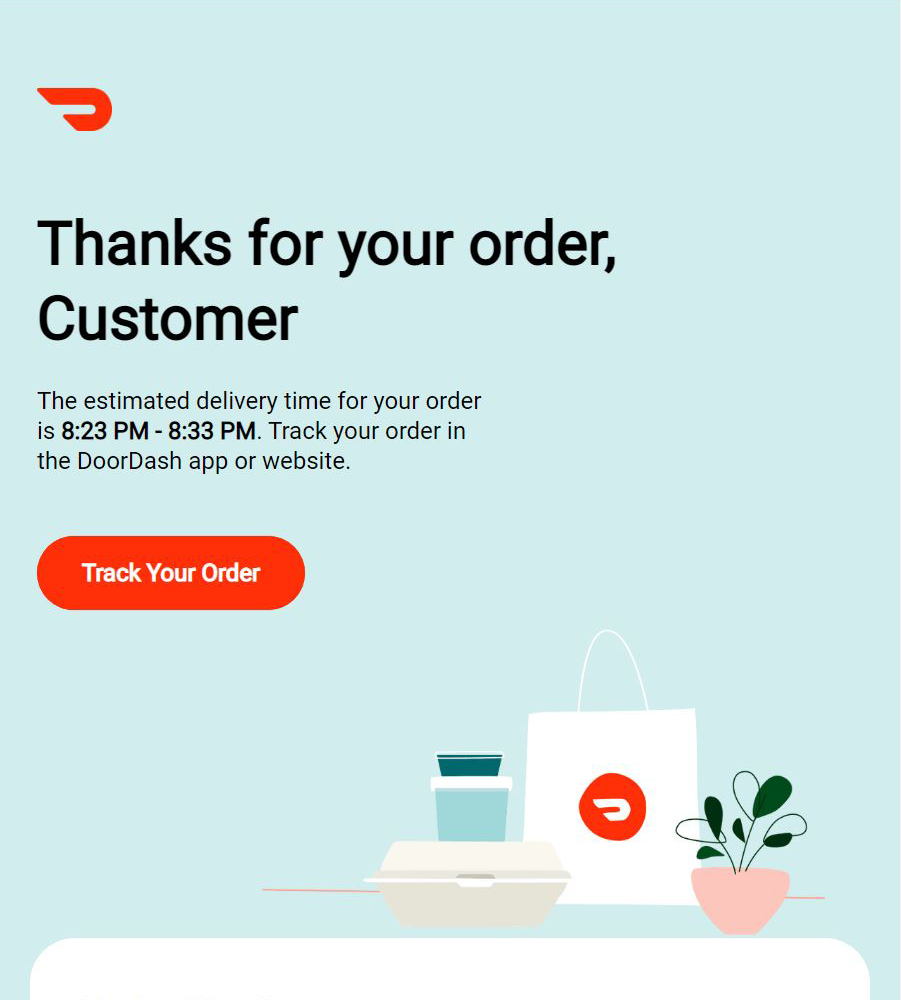 Thanks for your order,
Customer
The estimated delivery time for your order
is 8:23 PM - 8:33 PM. Track your order in
the DoorDash app or website.
Track Your Order